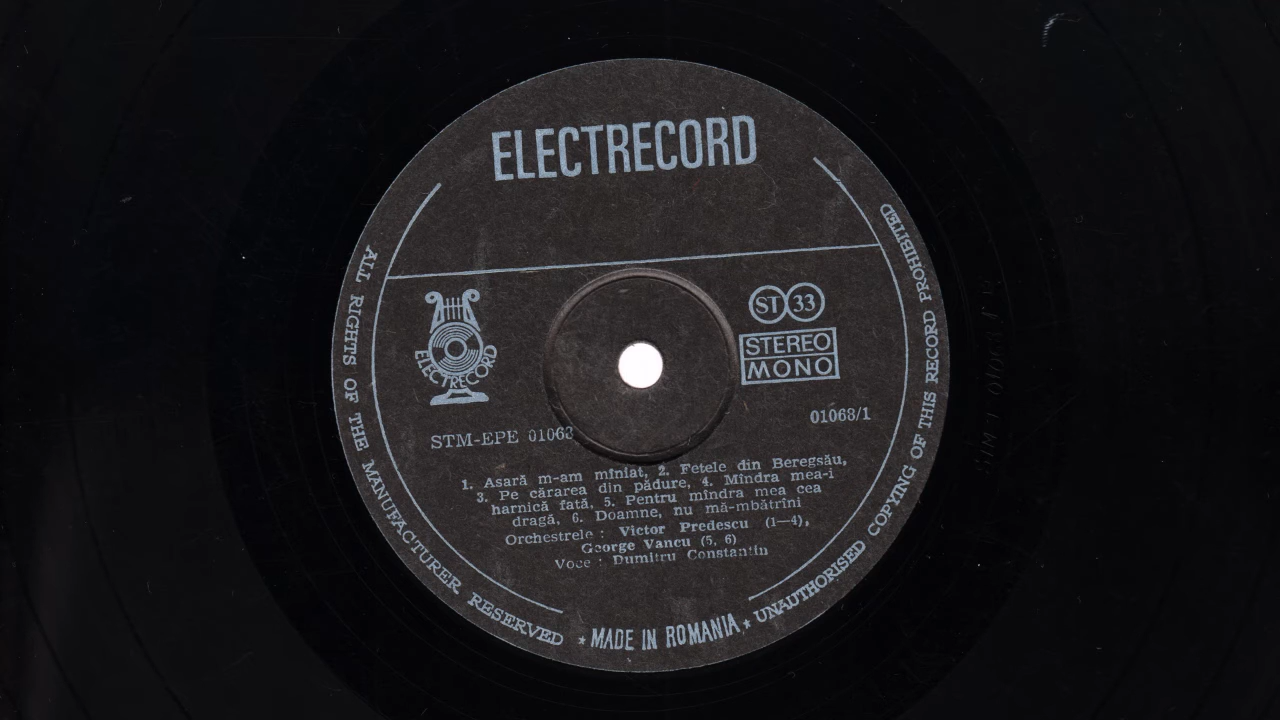 ELECTRECORD
ALL RIGHTS OF THE MANUFACTURER RESERVED
★ MADE IN ROMANIA ★
UNAUTHORISED COPYING OF THIS RECORD PROHIBITED
ELECTRECORD
ST 33
STEREO
MONO
01068/1
STM-EPE 01068
1. Asară m-am mîniat, 2. Fetele din Beregsău,
3. Pe cărarea din pădure, 4. Mîndra mea-i
harnică fată, 5. Pentru mîndra mea cea
dragă, 6. Doamne, nu mă-mbătrîni
Orchestrele : Victor Predescu (1—4),
George Vancu (5, 6)
Voce : Dumitru Constantin